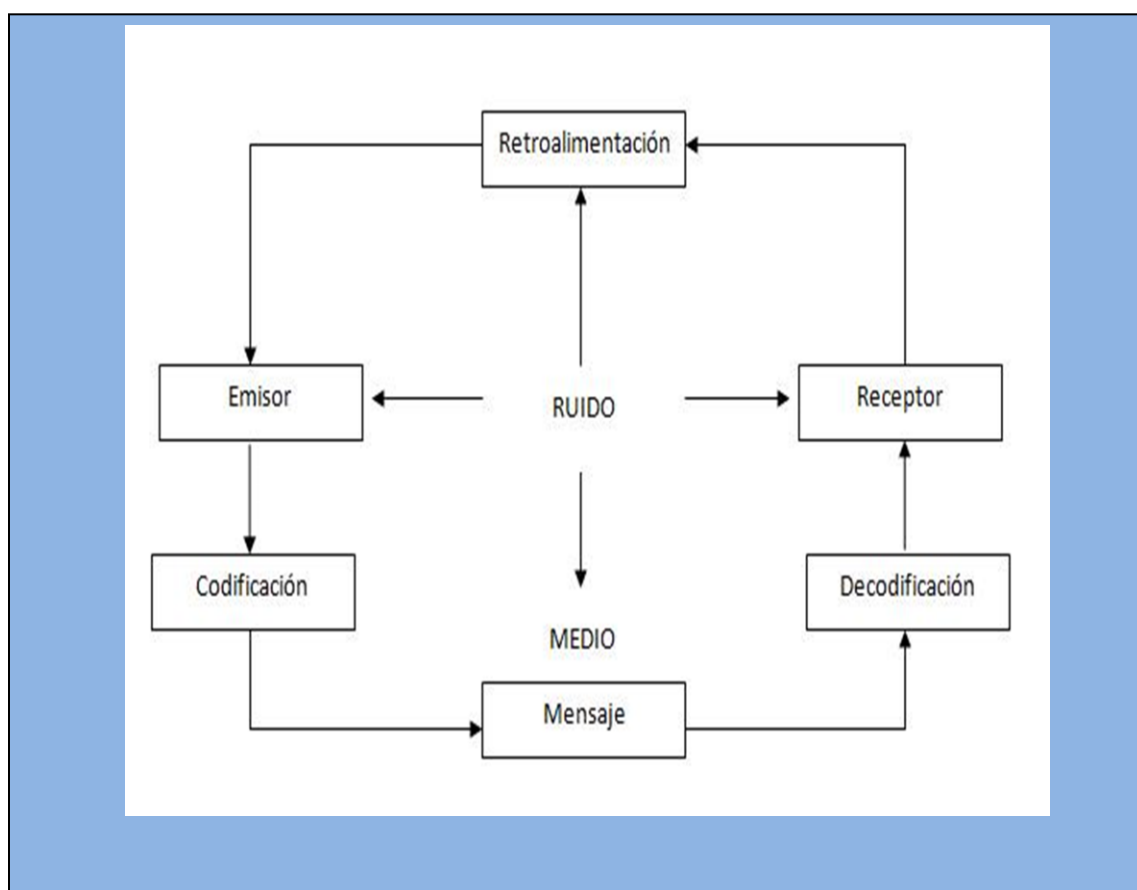 Retroalimentación
Emisor
RUIDO
Receptor
Codificación
Decodificación
MEDIO
Mensaje